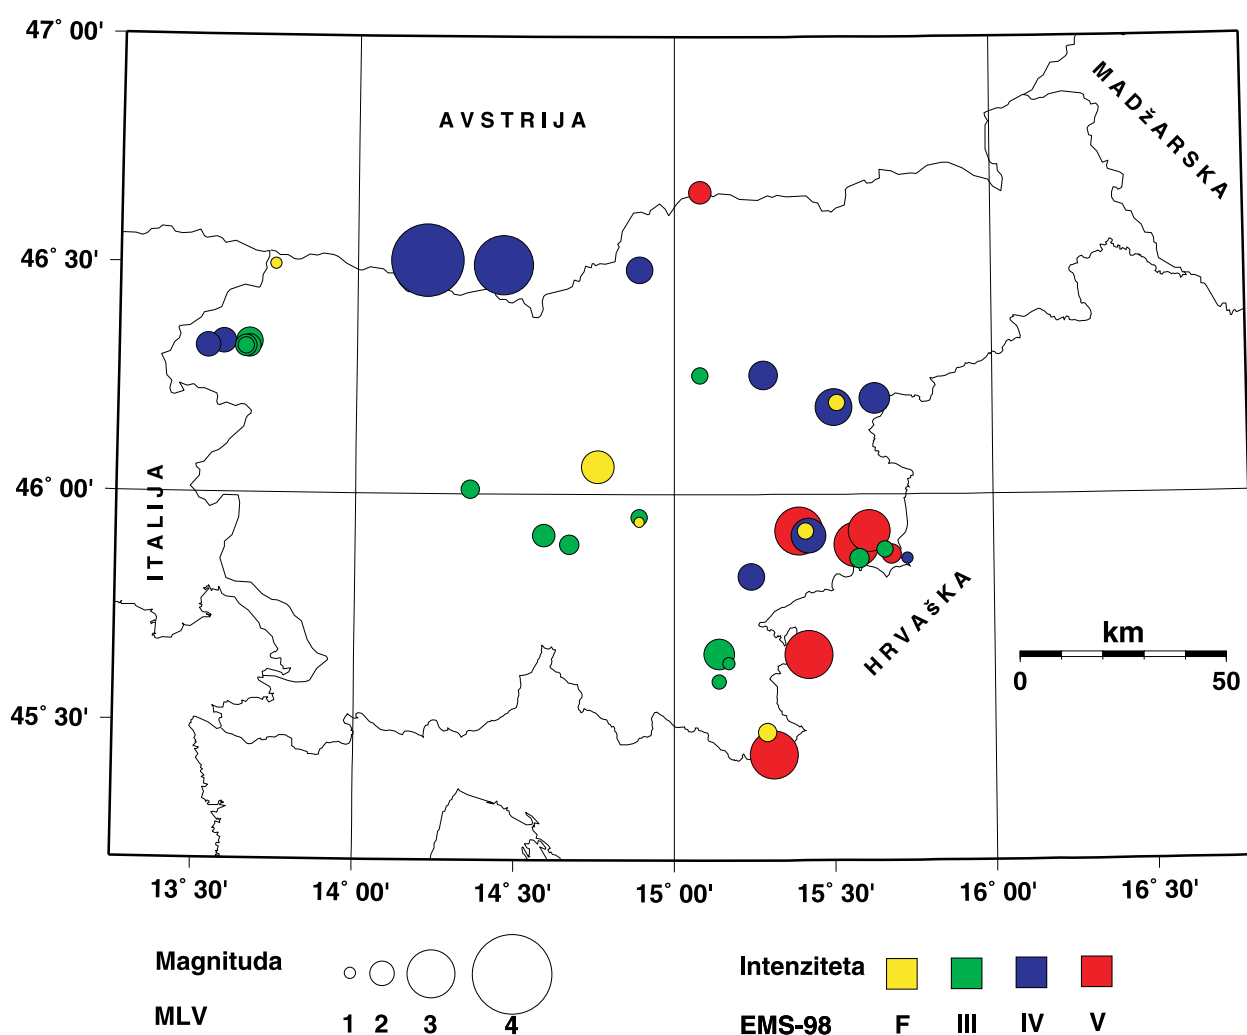 47° 00'
AVSTRIJA
MADŽARSKA
46° 30'
46° 00'
ITALIJA
HRVAŠKA
km
0 50
45° 30'
13° 30' 14° 00' 14° 30' 15° 00' 15° 30' 16° 00' 16° 30'
Magnituda
MLV 1 2 3 4
Intenziteta
EMS-98 F III IV V